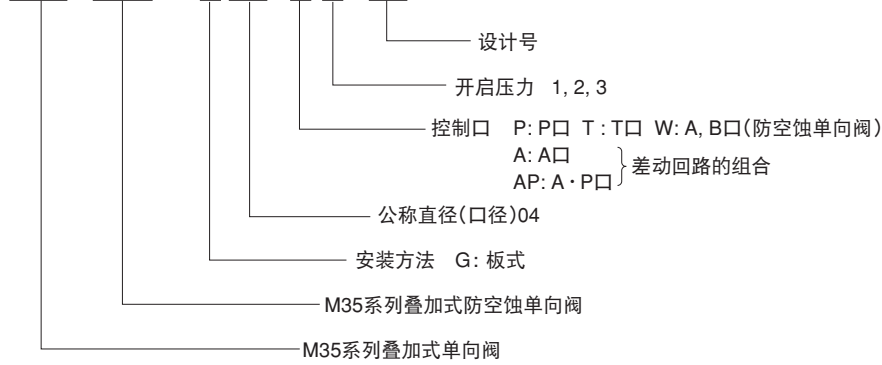 设计号
开启压力 1, 2, 3
控制口 P: P口 T : T口 W: A, B口(防空蚀单向阀)
A: A口
AP: A・P口
差动回路的组合
公称直径(口径)04
安装方法 G: 板式
M35系列叠加式防空蚀单向阀
M35系列叠加式单向阀